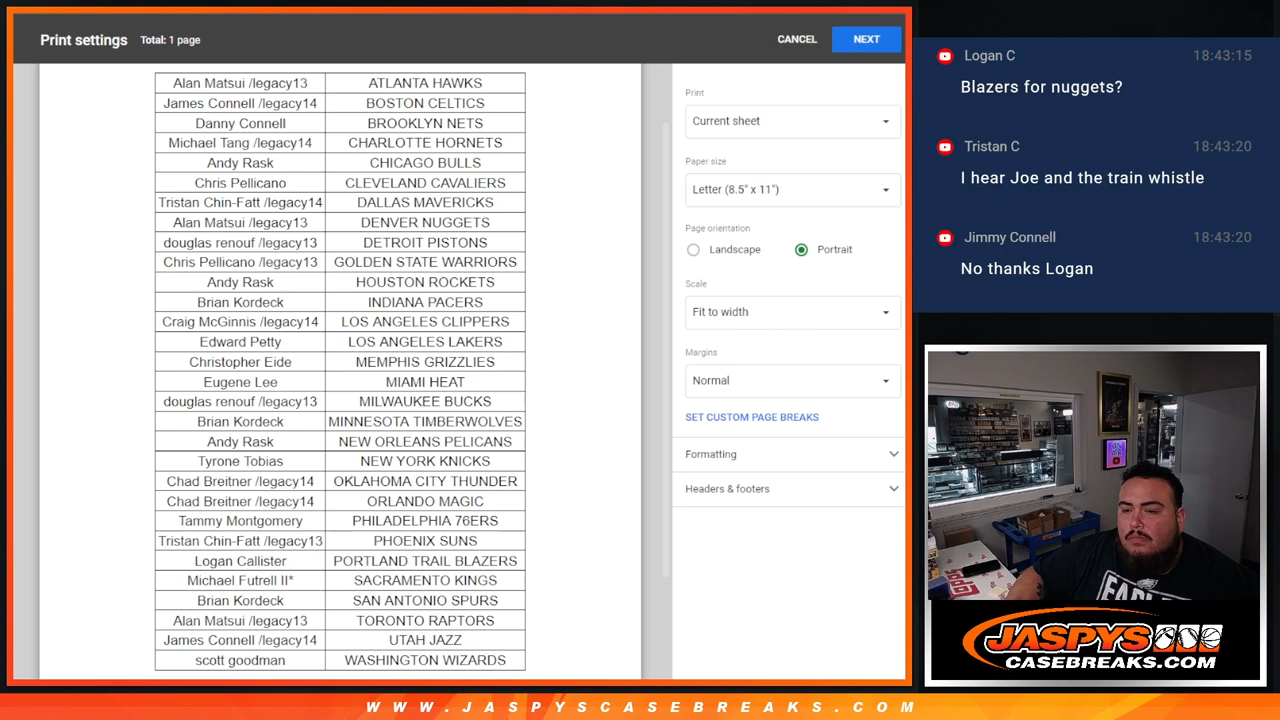 Print settings
Total: 1 page
CANCEL
NEXT
Alan Matsui /legacy13 ATLANTA HAWKS
James Connell /legacy14 BOSTON CELTICS
Danny Connell BROOKLYN NETS
Michael Tang /legacy14 CHARLOTTE HORNETS
Andy Rask CHICAGO BULLS
Chris Pellicano CLEVELAND CAVALIERS
Tristan Chin-Fatt /legacy14 DALLAS MAVERICKS
Alan Matsui /legacy13 DENVER NUGGETS
douglas renouf /legacy13 DETROIT PISTONS
Chris Pellicano /legacy13 GOLDEN STATE WARRIORS
Andy Rask HOUSTON ROCKETS
Brian Kordeck INDIANA PACERS
Craig McGinnis /legacy14 LOS ANGELES CLIPPERS
Edward Petty LOS ANGELES LAKERS
Christopher Eide MEMPHIS GRIZZLIES
Eugene Lee MIAMI HEAT
douglas renouf /legacy13 MILWAUKEE BUCKS
Brian Kordeck MINNESOTA TIMBERWOLVES
Andy Rask NEW ORLEANS PELICANS
Tyrone Tobias NEW YORK KNICKS
Chad Breitner /legacy14 OKLAHOMA CITY THUNDER
Chad Breitner /legacy14 ORLANDO MAGIC
Tammy Montgomery PHILADELPHIA 76ERS
Tristan Chin-Fatt /legacy13 PHOENIX SUNS
Logan Callister PORTLAND TRAIL BLAZERS
Michael Futrell II* SACRAMENTO KINGS
Brian Kordeck SAN ANTONIO SPURS
Alan Matsui /legacy13 TORONTO RAPTORS
James Connell /legacy14 UTAH JAZZ
scott goodman WASHINGTON WIZARDS
Print
Current sheet
Paper size
Letter (8.5" x 11")
Page orientation
Landscape
Portrait
Scale
Fit to width
Margins
Normal
SET CUSTOM PAGE BREAKS
Formatting
Headers & footers
Logan C 18:43:15
Blazers for nuggets?
Tristan C 18:43:20
I hear Joe and the train whistle
Jimmy Connell 18:43:20
No thanks Logan
JASPYS
CASEBREAKS.COM
WWW.JASPYSCASEBREAKS.COM